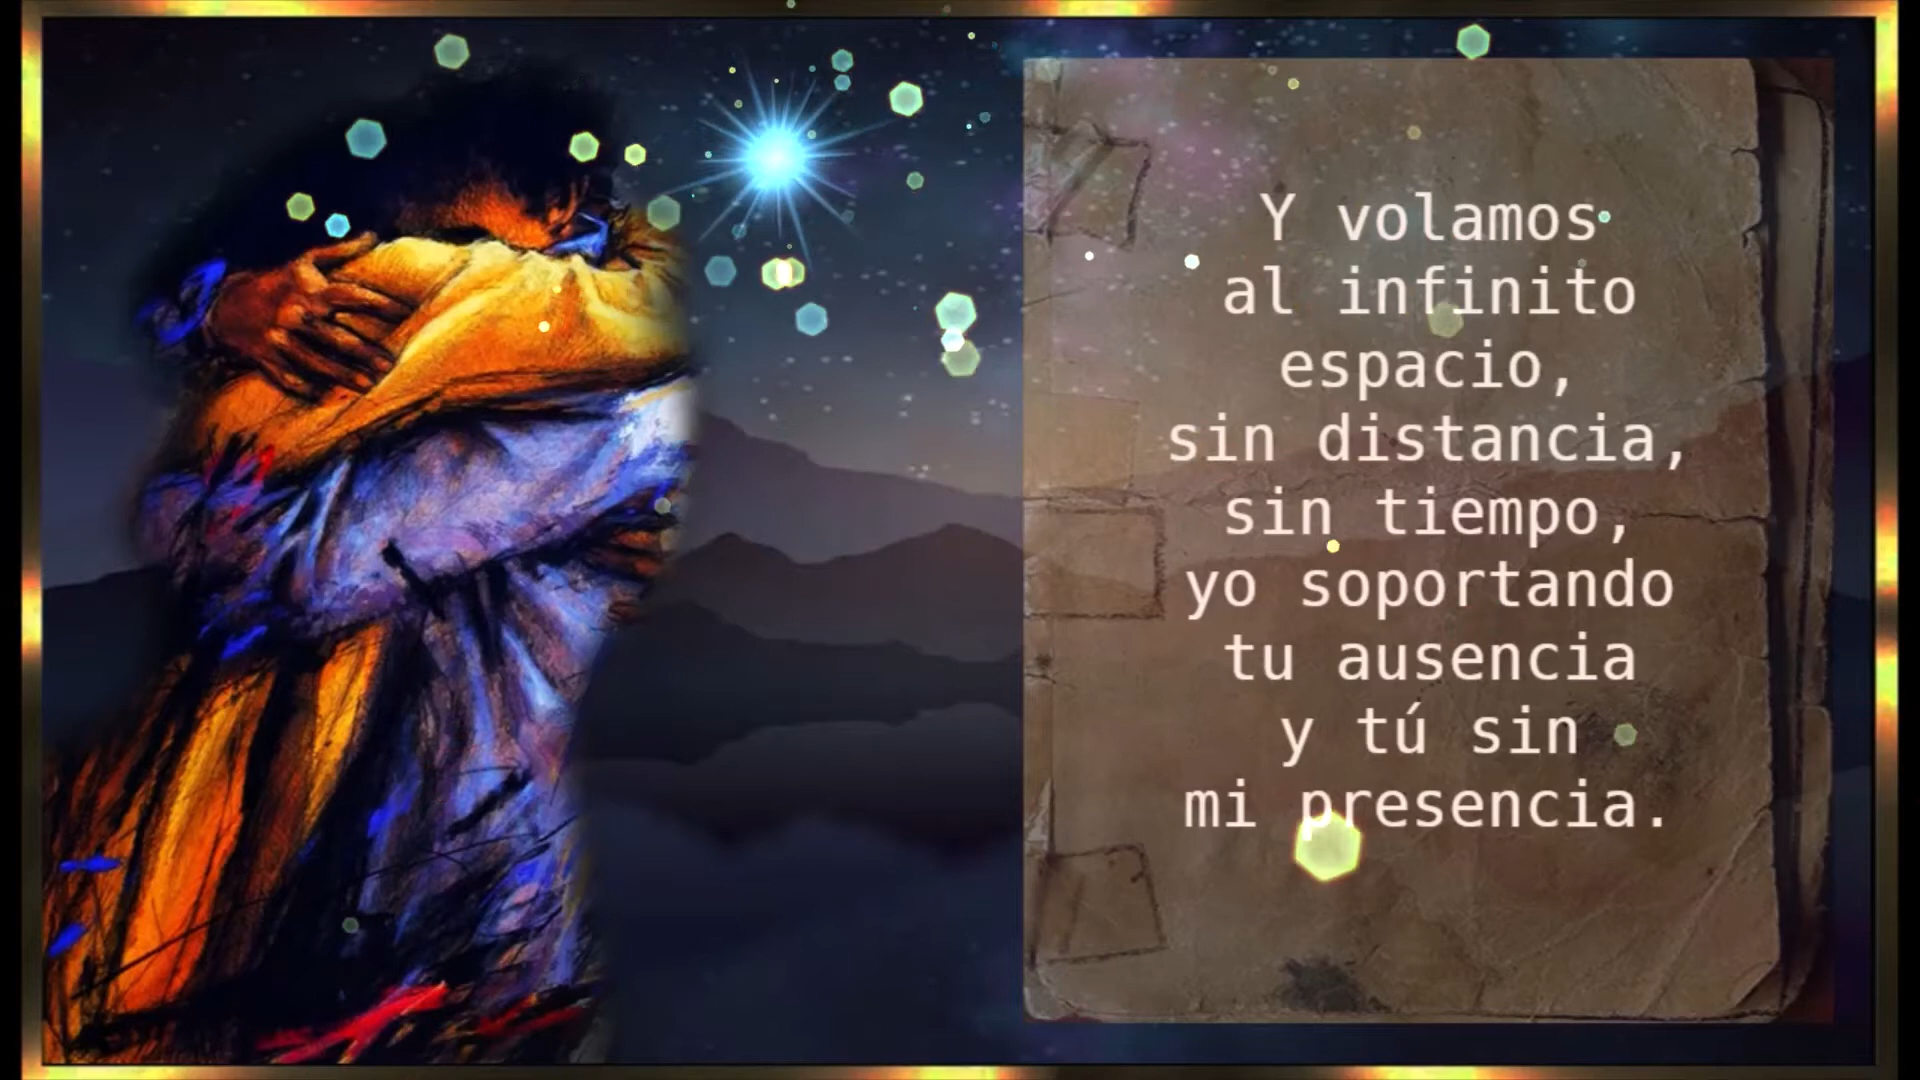 Y volamos
al infinito
espacio,
sin distancia,
sin tiempo,
yo soportando
tu ausencia
y tú sin
mi presencia.